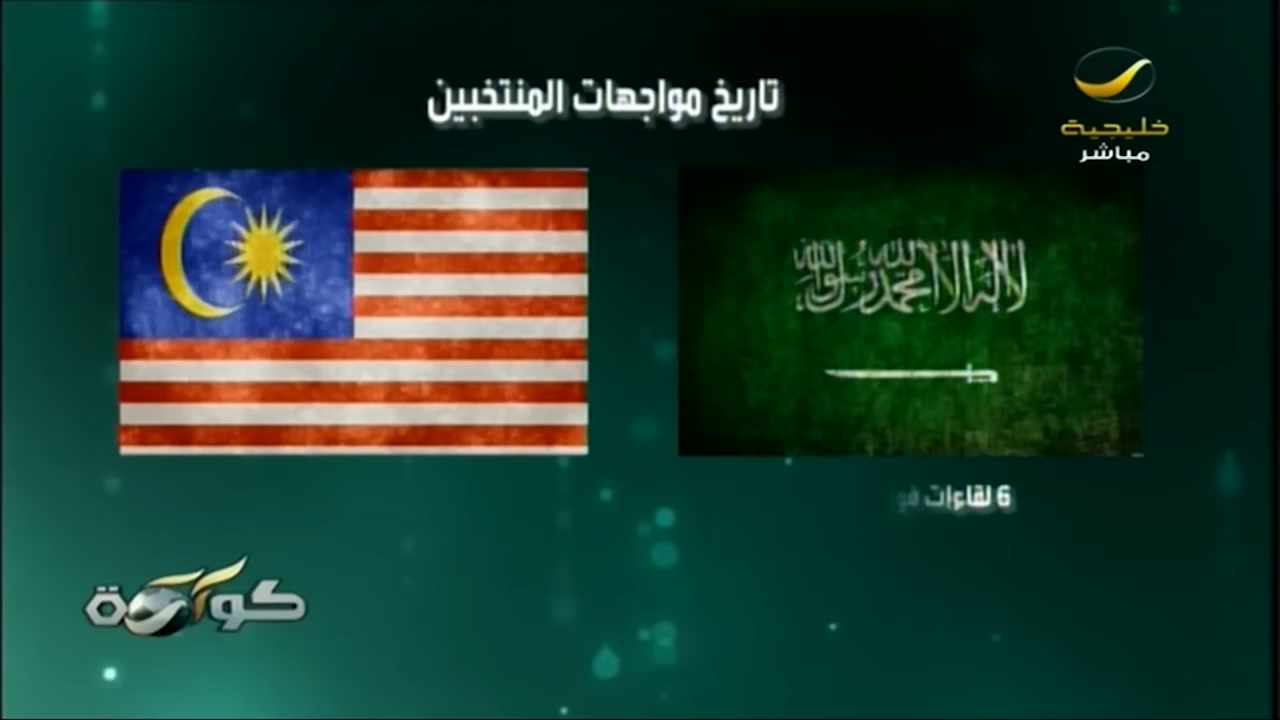 تاريخ مواجهات المنتخبين
خليجية
مباشر
لا إله إلا الله محمد رسول الله
6 لقاءات
كورة